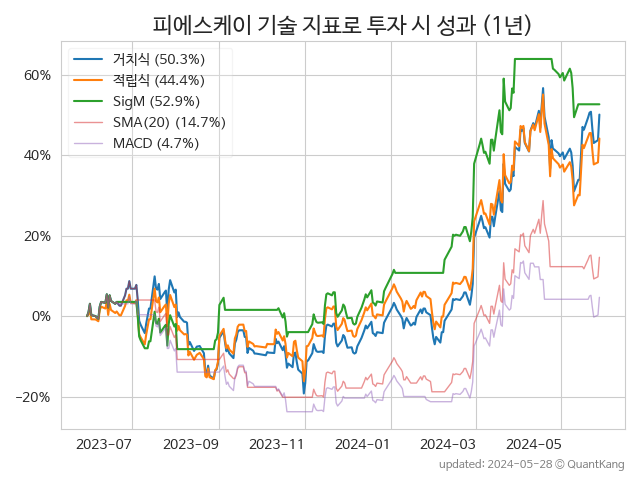 피에스케이 기술 지표로 투자 시 성과 (1년)
거치식 (50.3%)
적립식 (44.4%)
SigM (52.9%)
SMA(20) (14.7%)
MACD (4.7%)
60%
40%
20%
0%
−20%
2023-07
2023-09
2023-11
2024-01
2024-03
2024-05
updated: 2024-05-28 © QuantKang